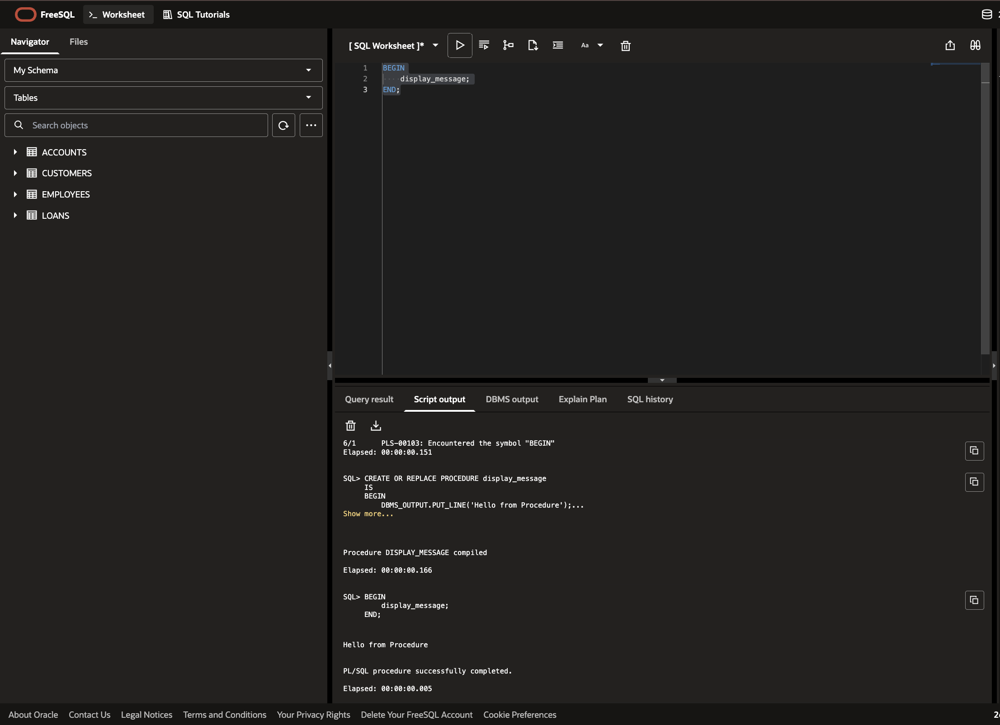 FreeSQL
>_ Worksheet
SQL Tutorials
Navigator
Files
My Schema
Tables
Search objects
ACCOUNTS
CUSTOMERS
EMPLOYEES
LOANS
[ SQL Worksheet ]*
Aa
1 BEGIN
2 ····display_message;
3 END;
Query result
Script output
DBMS output
Explain Plan
SQL history
6/1      PLS-00103: Encountered the symbol "BEGIN"
Elapsed: 00:00:00.151
SQL> CREATE OR REPLACE PROCEDURE display_message
IS
BEGIN
DBMS_OUTPUT.PUT_LINE('Hello from Procedure');...
Show more...
Procedure DISPLAY_MESSAGE compiled
Elapsed: 00:00:00.166
SQL> BEGIN
display_message;
END;
Hello from Procedure
PL/SQL procedure successfully completed.
Elapsed: 00:00:00.005
About Oracle
Contact Us
Legal Notices
Terms and Conditions
Your Privacy Rights
Delete Your FreeSQL Account
Cookie Preferences